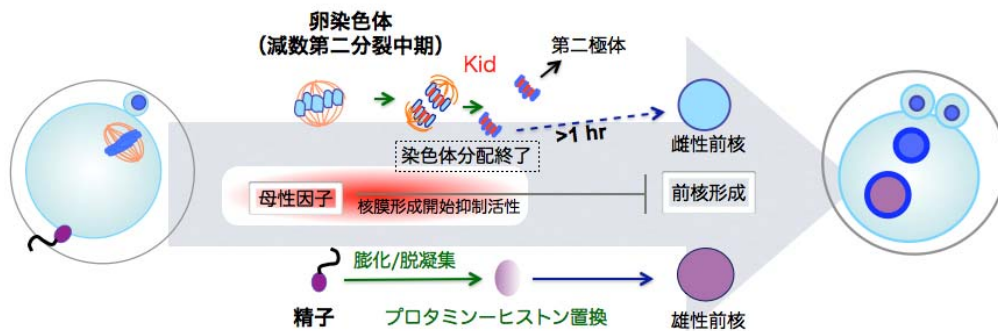 卵染色体
（減数第二分裂中期）
Kid
第二極体
>1 hr
染色体分配終了
雌性前核
母性因子
核膜形成開始抑制活性
前核形成
膨化/脱凝集
精子
プロタミンーヒストン置換
雄性前核